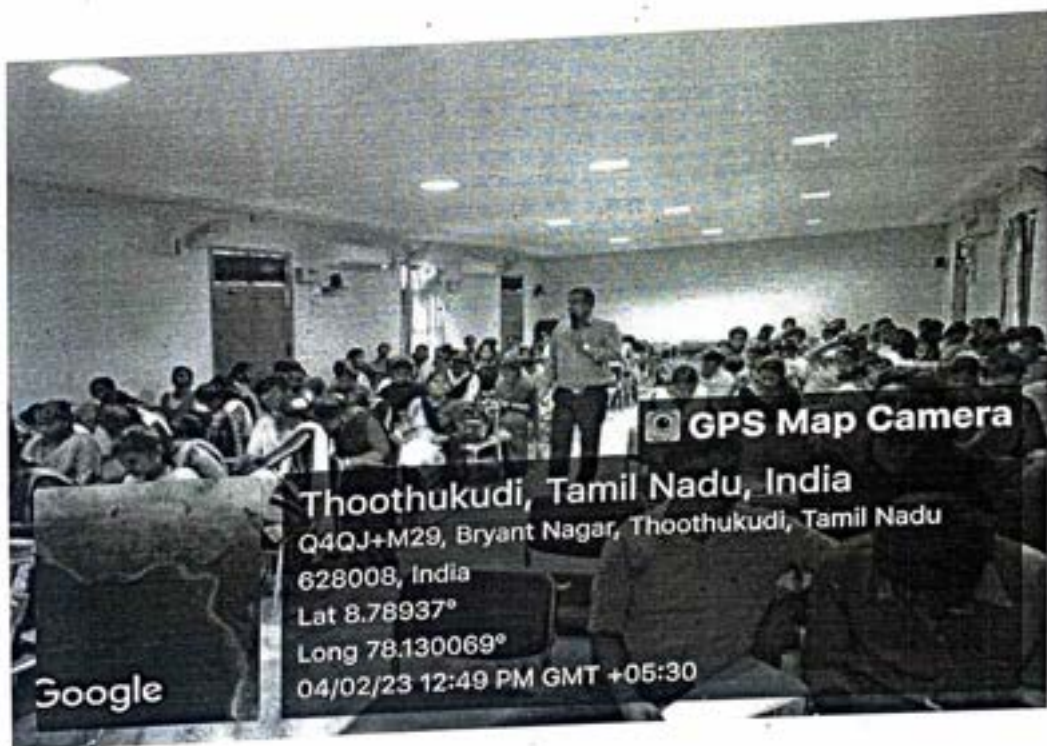 GPS Map Camera
Thoothukudi, Tamil Nadu, India
Q4QJ+M29, Bryant Nagar, Thoothukudi, Tamil Nadu
628008, India
Lat 8.78937°
Long 78.130069°
04/02/23 12:49 PM GMT +05:30
Google